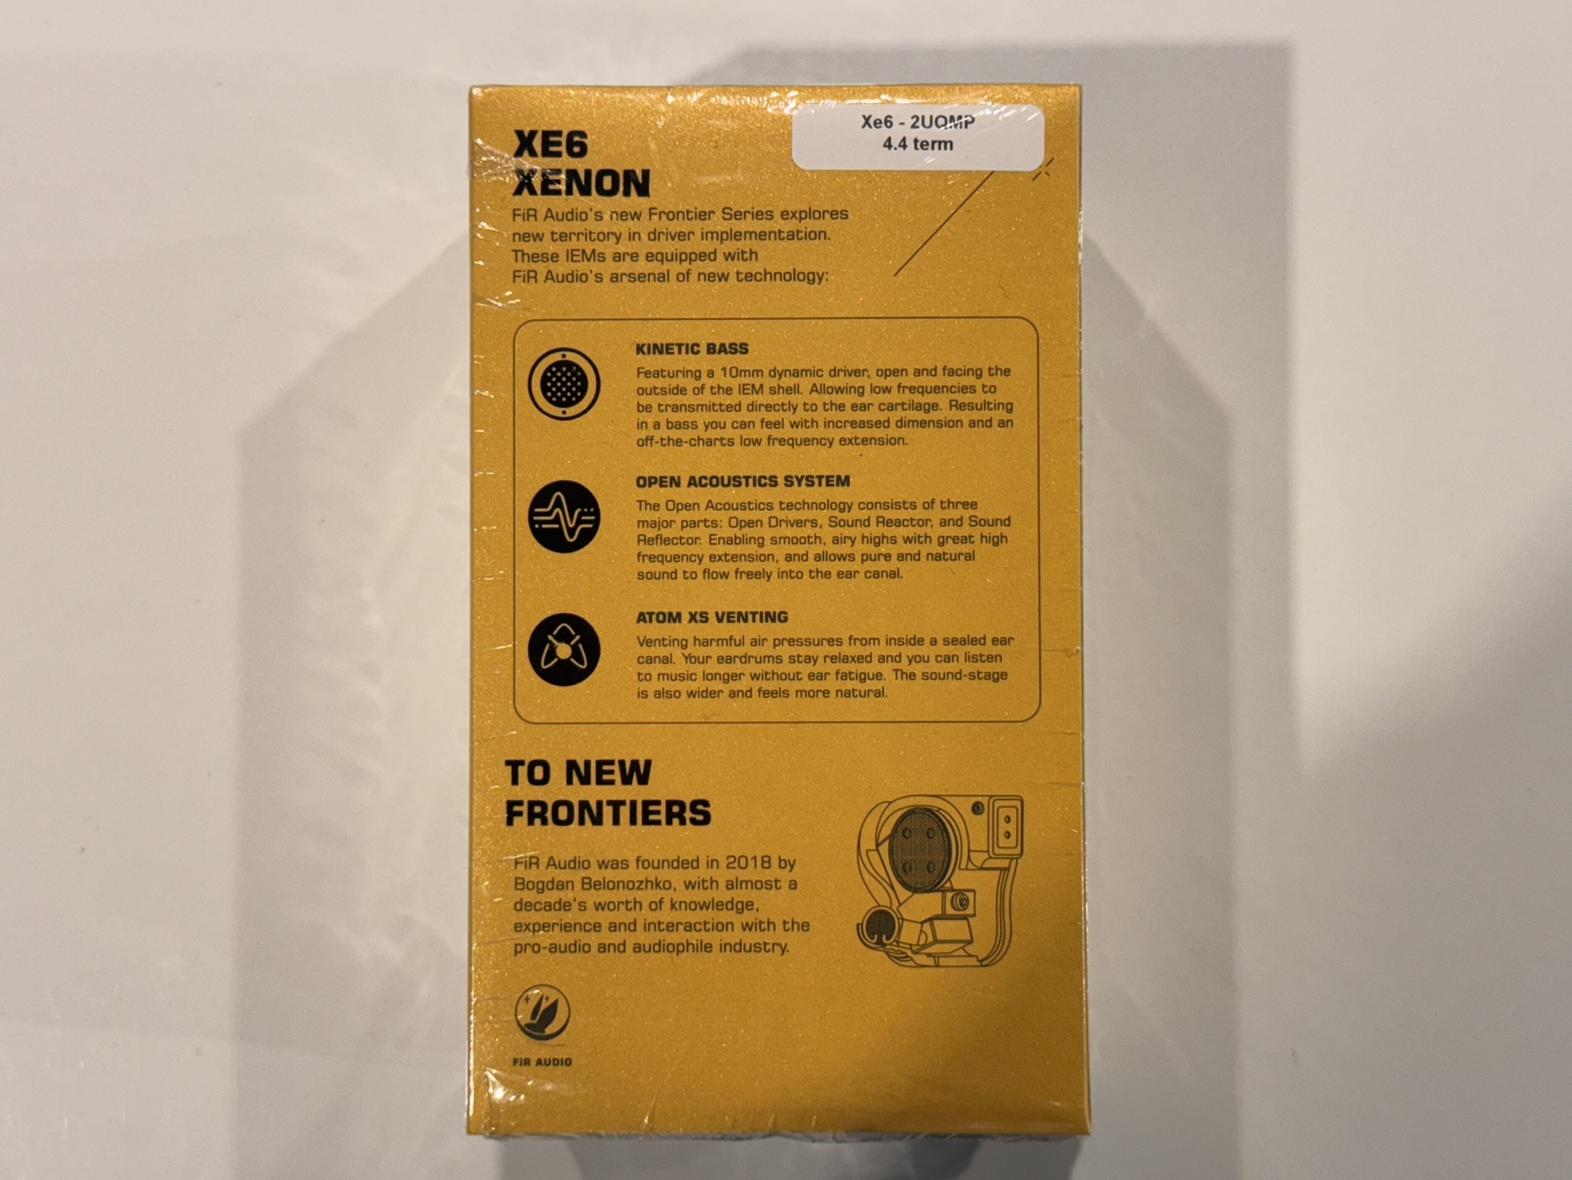 Xe6 - 2UQMP
4.4 term
XE6
XENON
FiR Audio's new Frontier Series explores
new territory in driver implementation.
These IEMs are equipped with
FiR Audio's arsenal of new technology:
KINETIC BASS
Featuring a 10mm dynamic driver, open and facing the
outside of the IEM shell. Allowing low frequencies to
be transmitted directly to the ear cartilage. Resulting
in a bass you can feel with increased dimension and an
off-the-charts low frequency extension.
OPEN ACOUSTICS SYSTEM
The Open Acoustics technology consists of three
major parts: Open Drivers, Sound Reactor, and Sound
Reflector. Enabling smooth, airy highs with great high
frequency extension, and allows pure and natural
sound to flow freely into the ear canal.
ATOM XS VENTING
Venting harmful air pressures from inside a sealed ear
canal. Your eardrums stay relaxed and you can listen
to music longer without ear fatigue. The sound-stage
is also wider and feels more natural.
TO NEW
FRONTIERS
FiR Audio was founded in 2018 by
Bogdan Belonozhko, with almost a
decade's worth of knowledge,
experience and interaction with the
pro-audio and audiophile industry.
FiR AUDIO